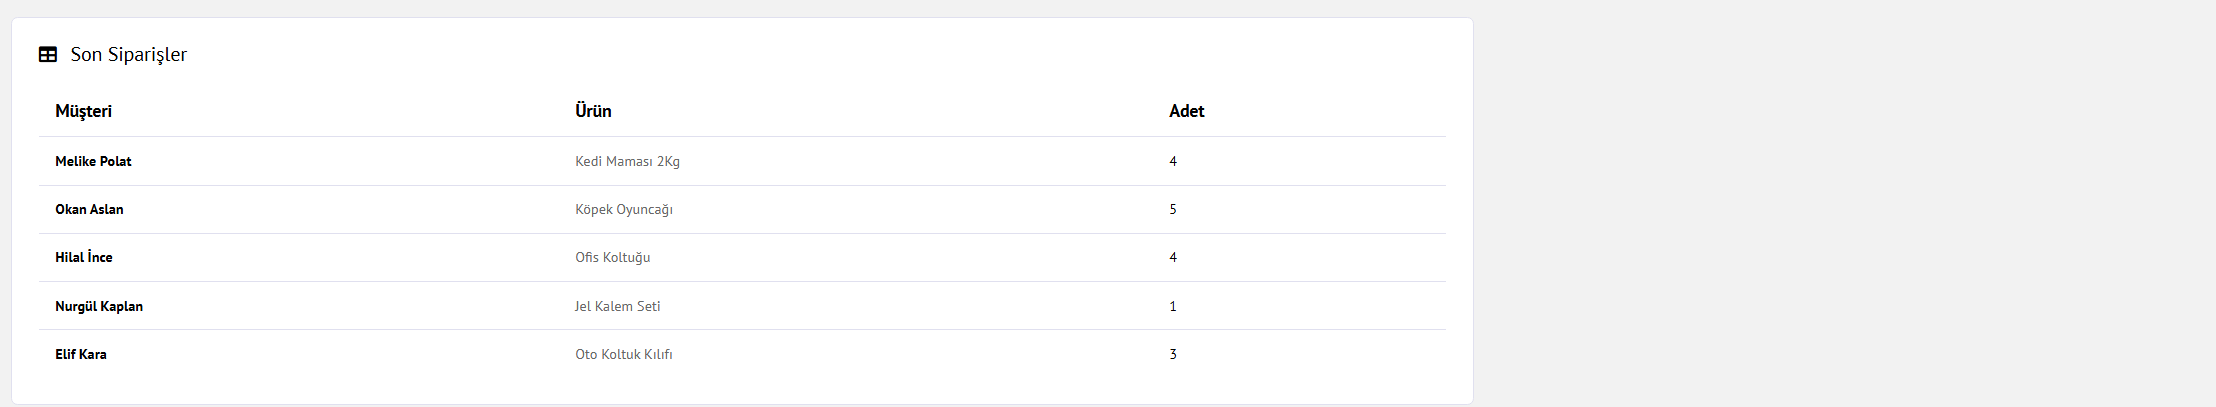 Son Siparişler
Müşteri Ürün Adet
Melike Polat Kedi Maması 2Kg 4
Okan Aslan Köpek Oyuncağı 5
Hilal İnce Ofis Koltuğu 4
Nurgül Kaplan Jel Kalem Seti 1
Elif Kara Oto Koltuk Kılıfı 3